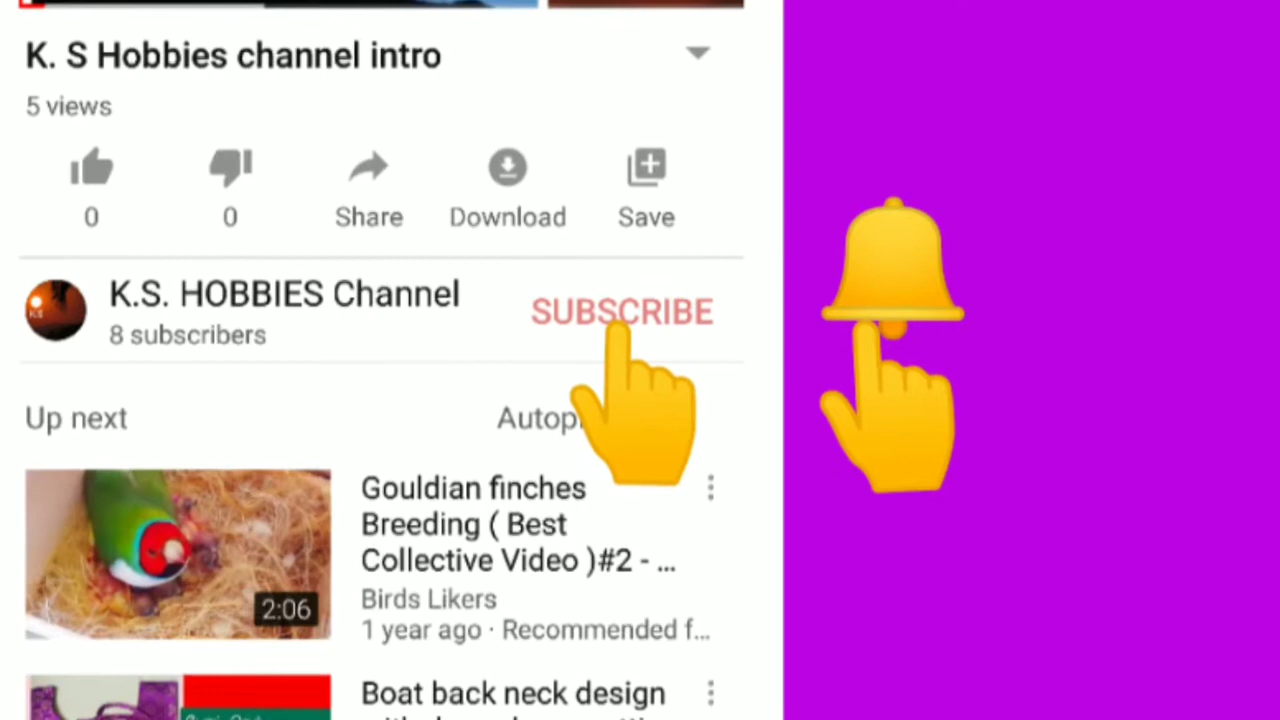 K. S Hobbies channel intro
5 views
0 0 Share Download Save
K.S. HOBBIES Channel
SUBSCRIBE
8 subscribers
Up next
Gouldian finches
Breeding ( Best
Collective Video )#2 - ...
2:06
Birds Likers
1 year ago · Recommended f...
Boat back neck design